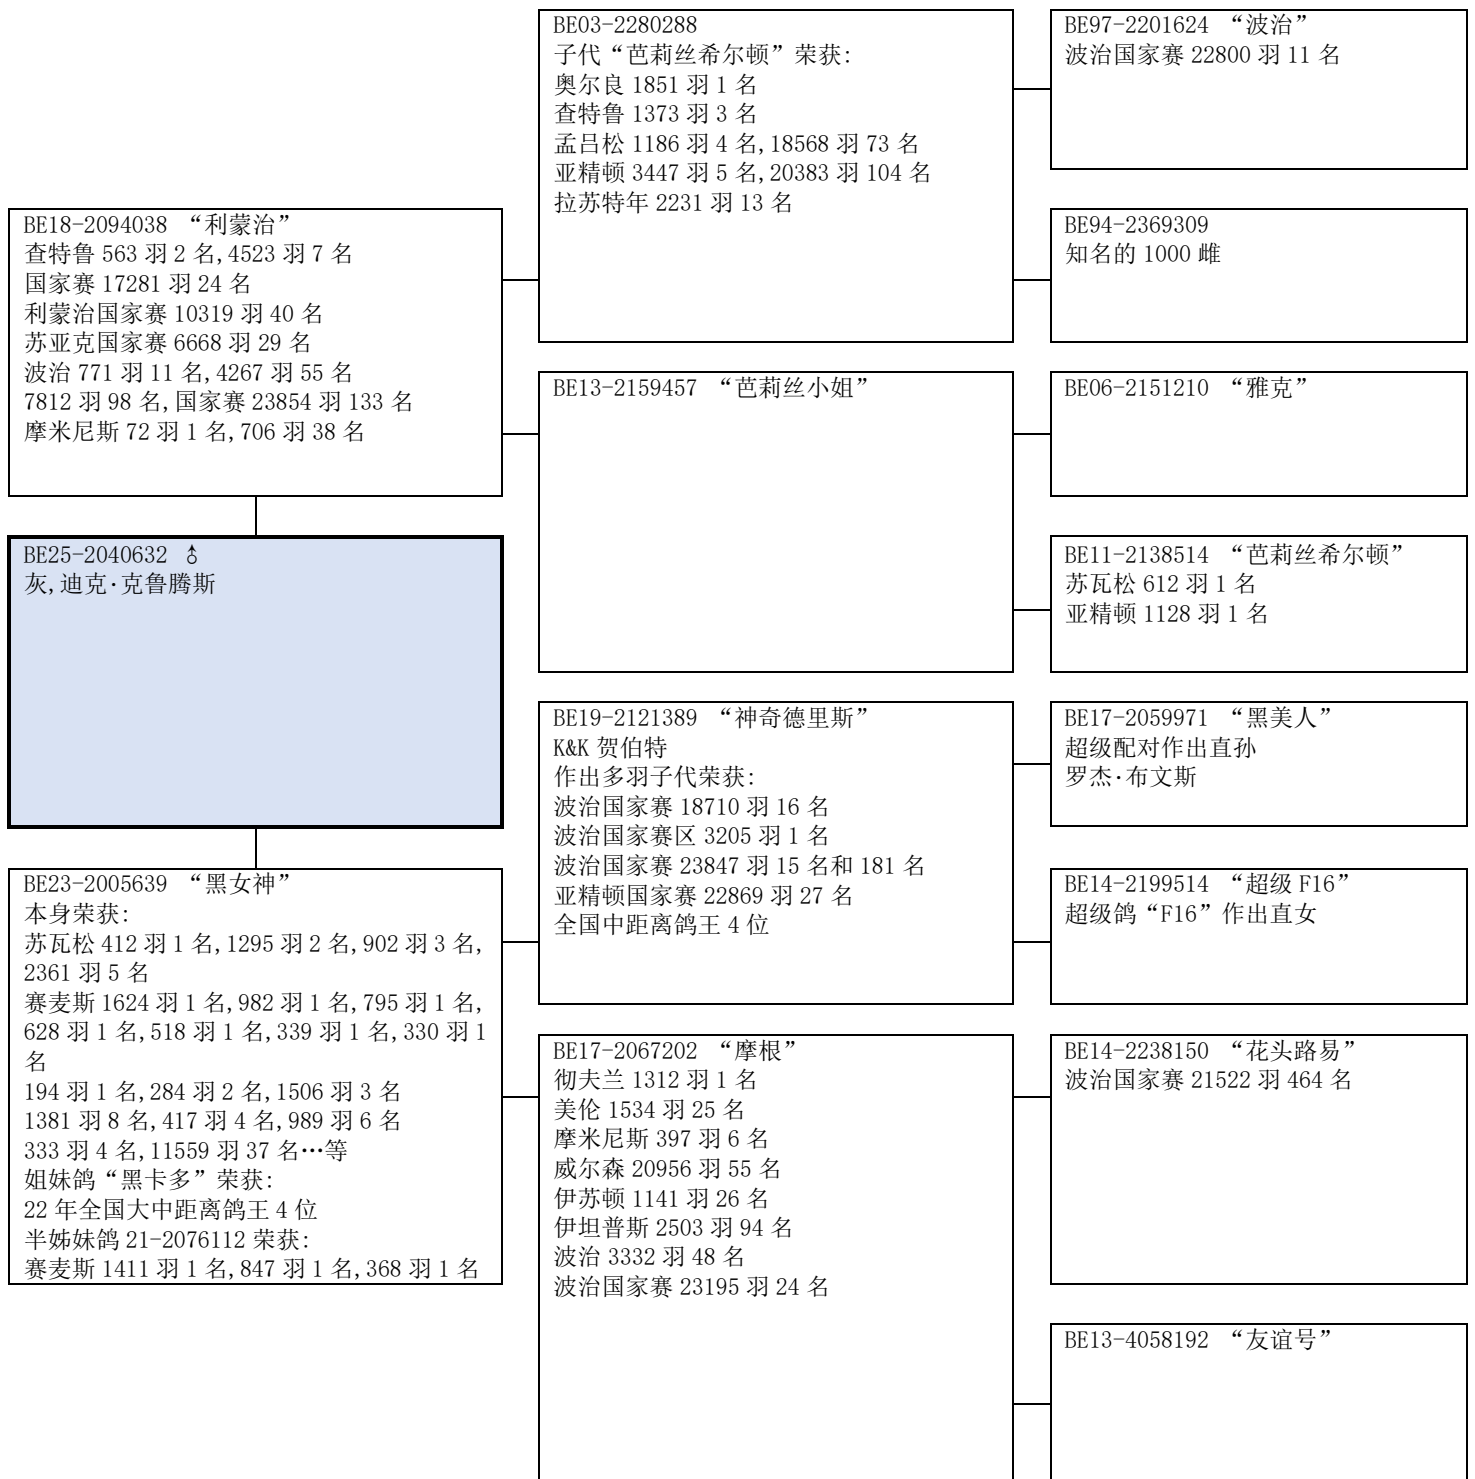 BE03-2280288
子代“芭莉丝希尔顿”荣获:
奥尔良 1851 羽 1 名
查特鲁 1373 羽 3 名
孟吕松 1186 羽 4 名,18568 羽 73 名
亚精顿 3447 羽 5 名,20383 羽 104 名
拉苏特年 2231 羽 13 名
BE97-2201624 “波治”
波治国家赛 22800 羽 11 名
BE94-2369309
知名的 1000 雌
BE18-2094038 “利蒙治”
查特鲁 563 羽 2 名,4523 羽 7 名
国家赛 17281 羽 24 名
利蒙治国家赛 10319 羽 40 名
苏亚克国家赛 6668 羽 29 名
波治 771 羽 11 名,4267 羽 55 名
7812 羽 98 名,国家赛 23854 羽 133 名
摩米尼斯 72 羽 1 名,706 羽 38 名
BE13-2159457 “芭莉丝小姐”
BE06-2151210 “雅克”
BE11-2138514 “芭莉丝希尔顿”
苏瓦松 612 羽 1 名
亚精顿 1128 羽 1 名
BE25-2040632 ♂
灰,迪克·克鲁腾斯
BE19-2121389 “神奇德里斯”
K&K 贺伯特
作出多羽子代荣获:
波治国家赛 18710 羽 16 名
波治国家赛区 3205 羽 1 名
波治国家赛 23847 羽 15 名和 181 名
亚精顿国家赛 22869 羽 27 名
全国中距离鸽王 4 位
BE17-2059971 “黑美人”
超级配对作出直孙
罗杰·布文斯
BE14-2199514 “超级 F16”
超级鸽“F16”作出直女
BE23-2005639 “黑女神”
本身荣获:
苏瓦松 412 羽 1 名,1295 羽 2 名,902 羽 3 名,
2361 羽 5 名
赛麦斯 1624 羽 1 名,982 羽 1 名,795 羽 1 名,
628 羽 1 名,518 羽 1 名,339 羽 1 名,330 羽 1
名
194 羽 1 名,284 羽 2 名,1506 羽 3 名
1381 羽 8 名,417 羽 4 名,989 羽 6 名
333 羽 4 名,11559 羽 37 名…等
姐妹鸽“黑卡多”荣获:
22 年全国大中距离鸽王 4 位
半姊妹鸽 21-2076112 荣获:
赛麦斯 1411 羽 1 名,847 羽 1 名,368 羽 1 名
BE17-2067202 “摩根”
彻夫兰 1312 羽 1 名
美伦 1534 羽 25 名
摩米尼斯 397 羽 6 名
威尔森 20956 羽 55 名
伊苏顿 1141 羽 26 名
伊坦普斯 2503 羽 94 名
波治 3332 羽 48 名
波治国家赛 23195 羽 24 名
BE14-2238150 “花头路易”
波治国家赛 21522 羽 464 名
BE13-4058192 “友谊号”